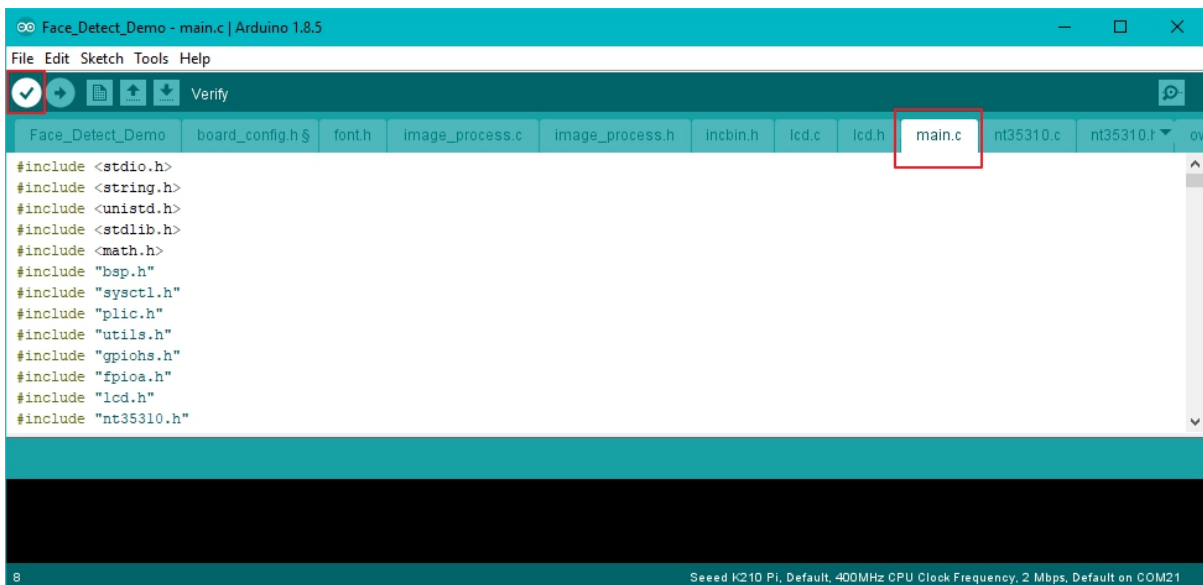 Face_Detect_Demo - main.c | Arduino 1.8.5
File Edit Sketch Tools Help
Verify
Face_Detect_Demo board_config.h § font.h image_process.c image_process.h incbin.h lcd.c lcd.h main.c nt35310.c nt35310.h ov
#include <stdio.h>
#include <string.h>
#include <unistd.h>
#include <stdlib.h>
#include <math.h>
#include "bsp.h"
#include "sysctl.h"
#include "plic.h"
#include "utils.h"
#include "gpiohs.h"
#include "fpioa.h"
#include "lcd.h"
#include "nt35310.h"
8 Seeed K210 Pi, Default, 400MHz CPU Clock Frequency, 2 Mbps, Default on COM21